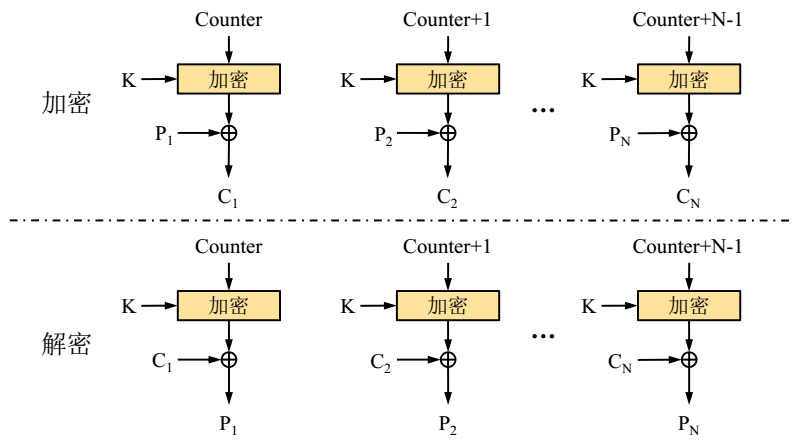 Counter Counter+1 Counter+N-1
K 加密 K 加密 K 加密
加密
...
P1 P2 PN
C1 C2 CN
Counter Counter+1 Counter+N-1
K 加密 K 加密 K 加密
解密
...
C1 C2 CN
P1 P2 PN